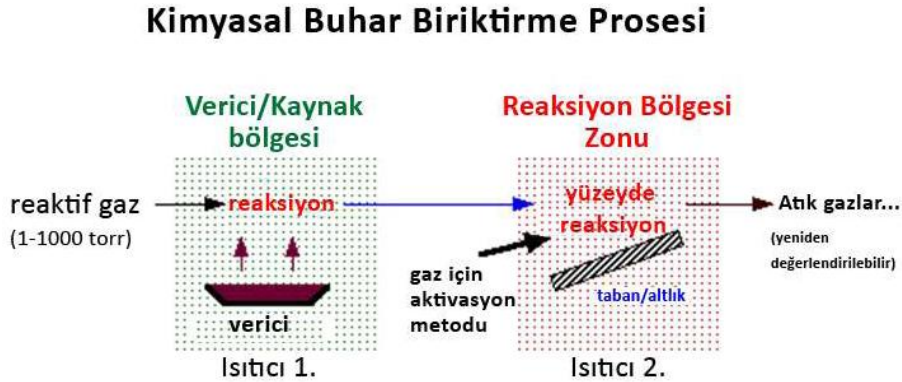 Kimyasal Buhar Biriktirme Prosesi
Verici/Kaynak
bölgesi
Reaksiyon Bölgesi
Zonu
reaktif gaz
(1-1000 torr)
reaksiyon
verici
Isıtıcı 1.
gaz için
aktivasyon
metodu
yüzeyde
reaksiyon
taban/altlık
Isıtıcı 2.
Atık gazlar...
(yeniden
değerlendirilebilir)